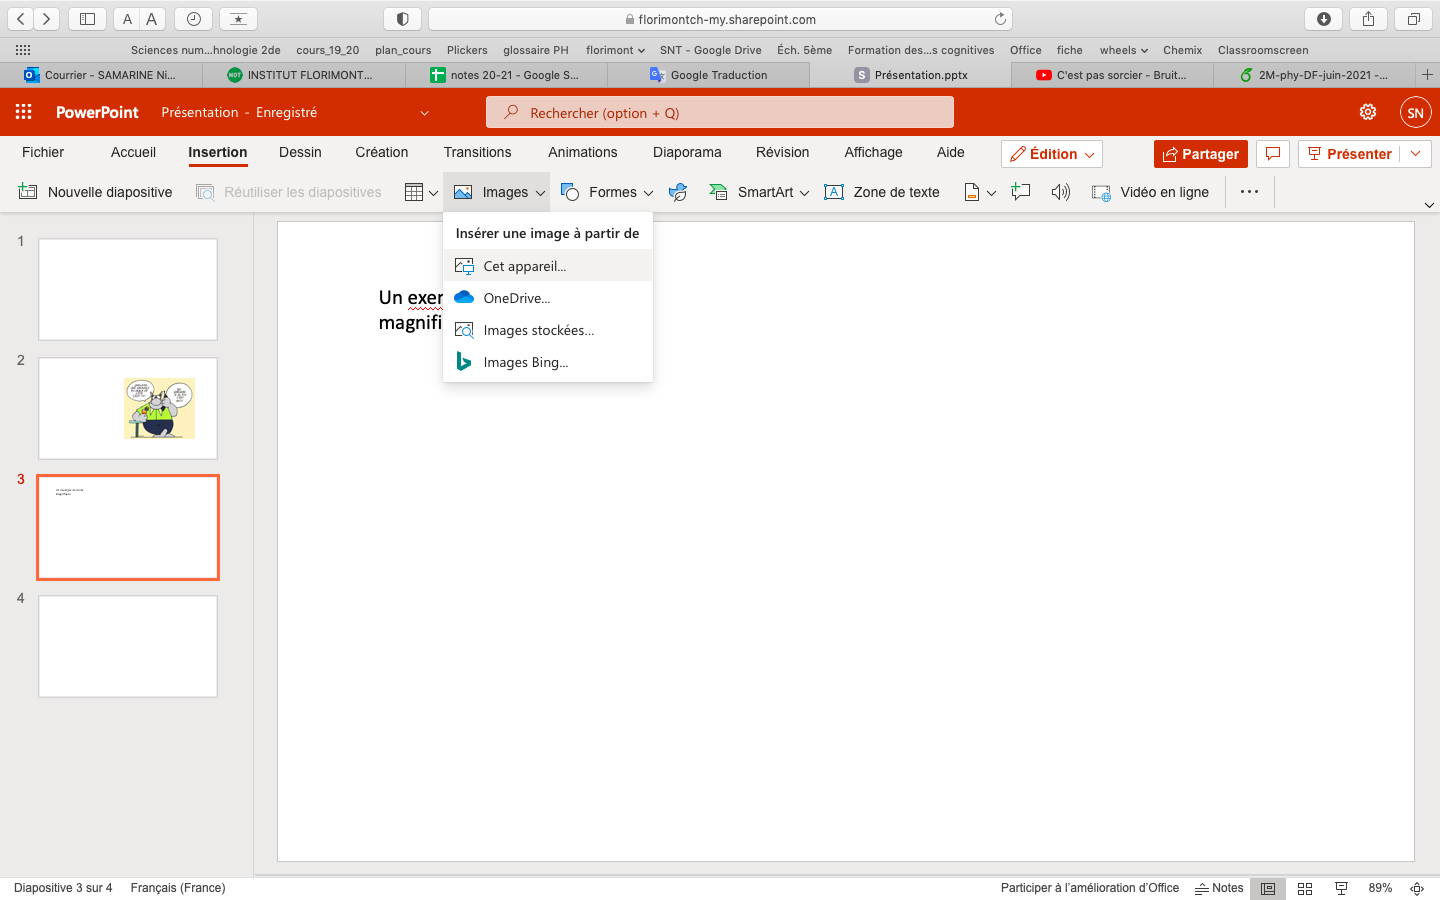 A A
florimontch-my.sharepoint.com
Sciences num...hnologie 2de cours_19_20 plan_cours Plickers glossaire PH florimont SNT - Google Drive Éch. 5ème Formation des...s cognitives Office fiche wheels Chemix Classroomscreen
Courrier - SAMARINE Ni... INSTITUT FLORIMONT... notes 20-21 - Google S... Google Traduction S Présentation.pptx C'est pas sorcier - Bruit... 2M-phy-DF-juin-2021 -...
PowerPoint Présentation - Enregistré Rechercher (option + Q) SN
Fichier Accueil Insertion Dessin Création Transitions Animations Diaporama Révision Affichage Aide Édition Partager Présenter
Nouvelle diapositive Réutiliser les diapositives Images Formes SmartArt A Zone de texte Vidéo en ligne
Insérer une image à partir de
Cet appareil...
OneDrive...
Images stockées...
Images Bing...
1
2
3
4
Un
magnifi
Diapositive 3 sur 4 Français (France) Participer à l'amélioration d'Office Notes 89%